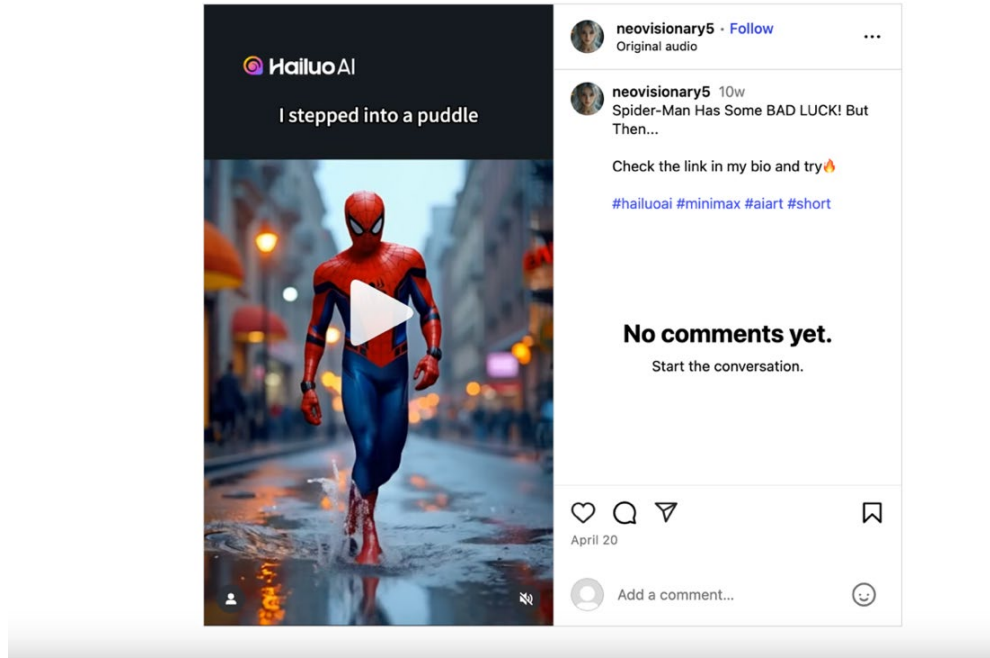 Hailuo AI
I stepped into a puddle
neovisionary5 · Follow
Original audio
neovisionary5 10w
Spider-Man Has Some BAD LUCK! But
Then...
Check the link in my bio and try🔥
#hailuoai #minimax #aiart #short
No comments yet.
Start the conversation.
April 20
Add a comment...